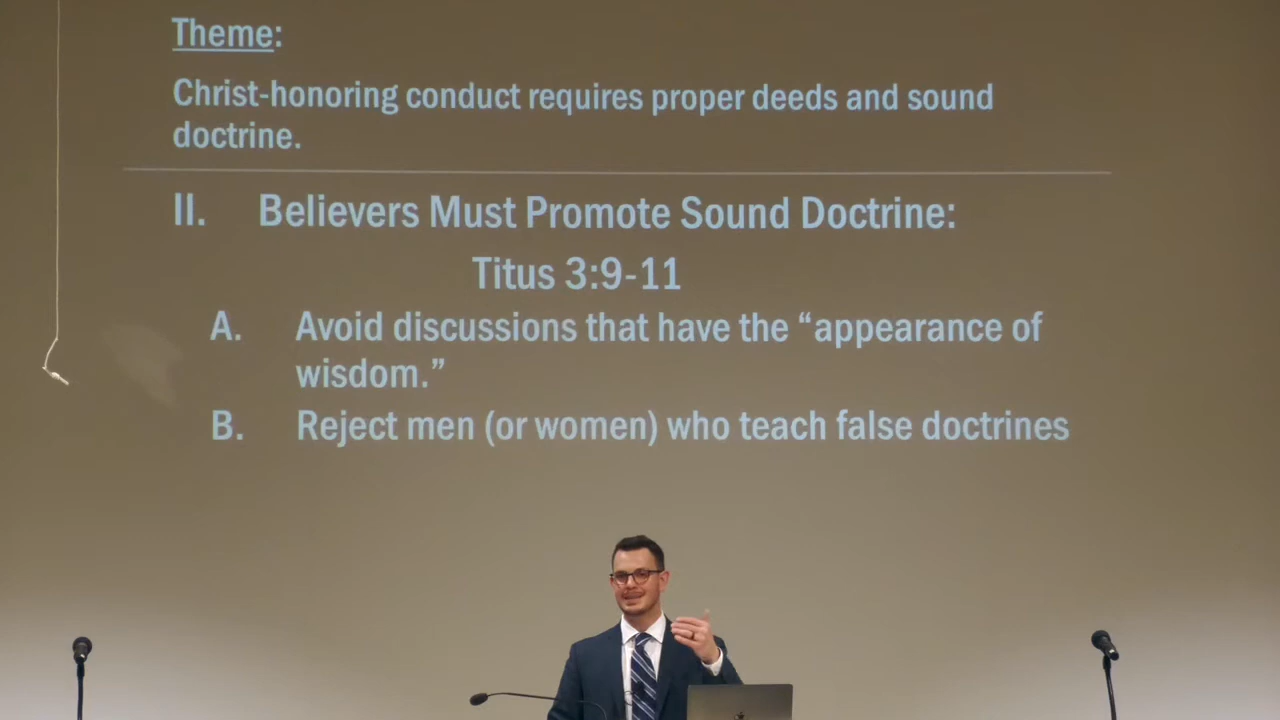 Theme:
Christ-honoring conduct requires proper deeds and sound
doctrine.
II. Believers Must Promote Sound Doctrine:
Titus 3:9-11
A. Avoid discussions that have the “appearance of
wisdom.”
B. Reject men (or women) who teach false doctrines